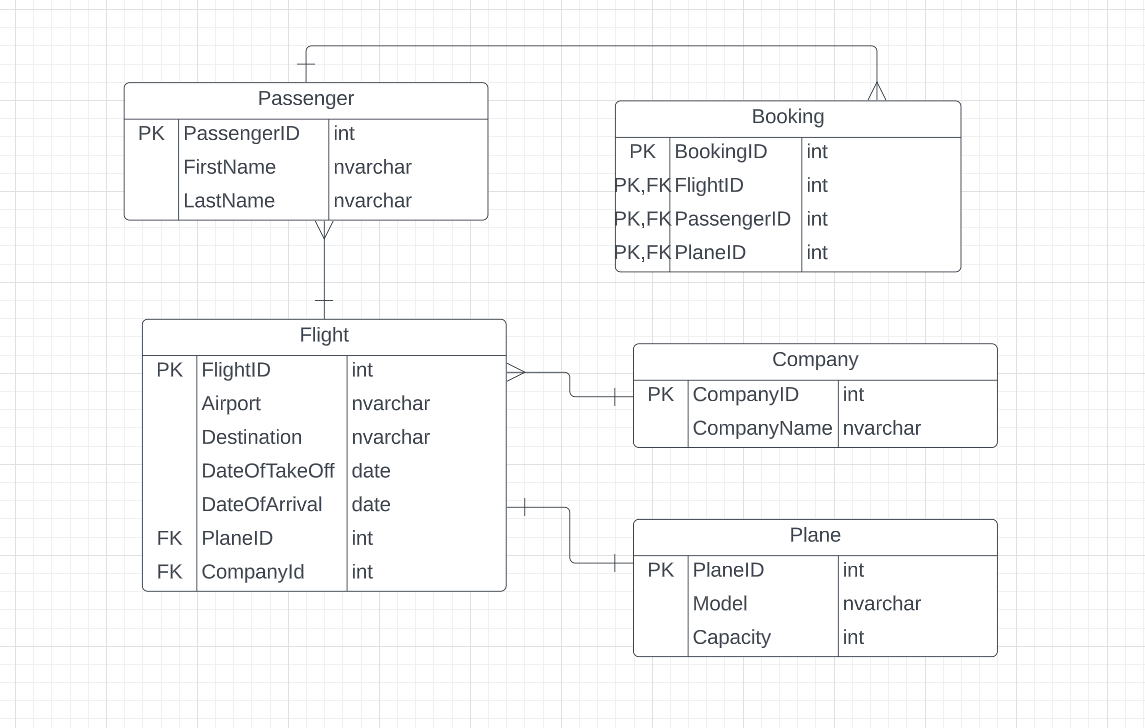 Passenger
PK PassengerID int
FirstName nvarchar
LastName nvarchar
Booking
PK BookingID int
PK,FK FlightID int
PK,FK PassengerID int
PK,FK PlaneID int
Flight
PK FlightID int
Airport nvarchar
Destination nvarchar
DateOfTakeOff date
DateOfArrival date
FK PlaneID int
FK CompanyId int
Company
PK CompanyID int
CompanyName nvarchar
Plane
PK PlaneID int
Model nvarchar
Capacity int